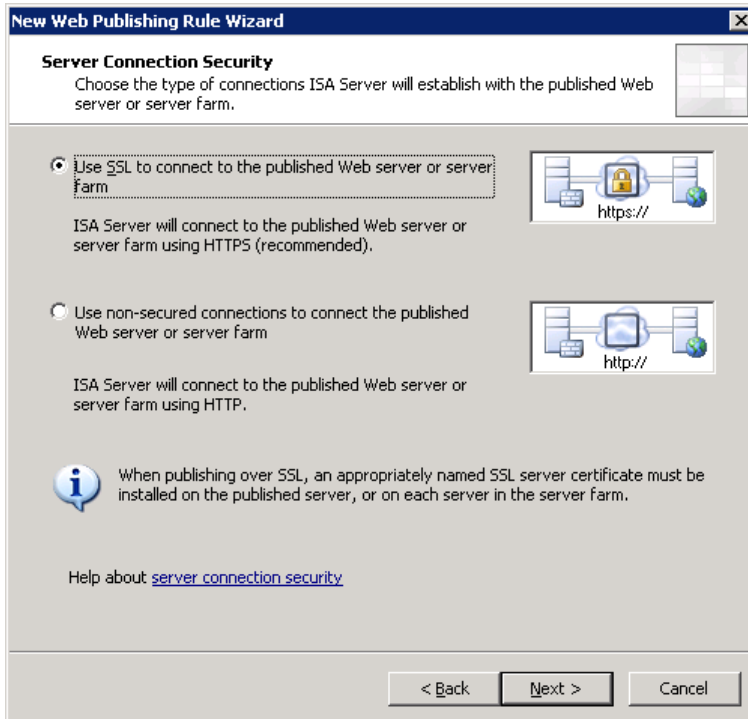 New Web Publishing Rule Wizard
Server Connection Security
Choose the type of connections ISA Server will establish with the published Web
server or server farm.
Use SSL to connect to the published Web server or server
farm
https://
ISA Server will connect to the published Web server or
server farm using HTTPS (recommended).
Use non-secured connections to connect the published
Web server or server farm
http://
ISA Server will connect to the published Web server or
server farm using HTTP.
When publishing over SSL, an appropriately named SSL server certificate must be
installed on the published server, or on each server in the server farm.
Help about server connection security
< Back
Next >
Cancel